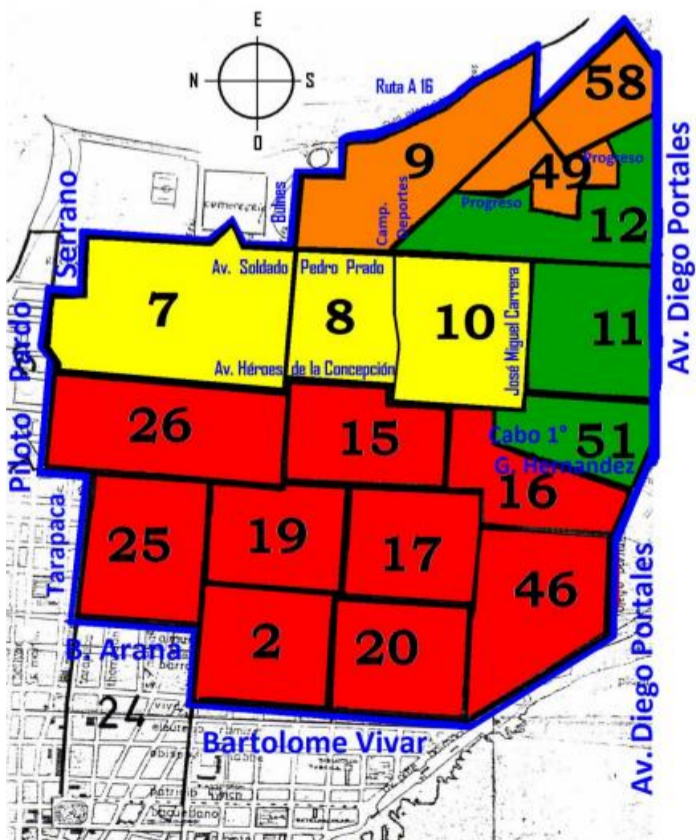 E
N
S
O
Ruta A 16
58
9
49
Progreso
Progreso
12
Camp.
Deportes
Bulnes
Serrano
Av. Diego Portales
Av. Soldado Pedro Prado
7
8
10
11
José Miguel Carrera
Piloto Pardo
Av. Héroes de la Concepción
26
15
Cabo 1°
51
G. Hernandez
16
25
19
17
46
Tarapaca
2
20
B. Arana
24
Bartolome Vivar
Av. Diego Portales